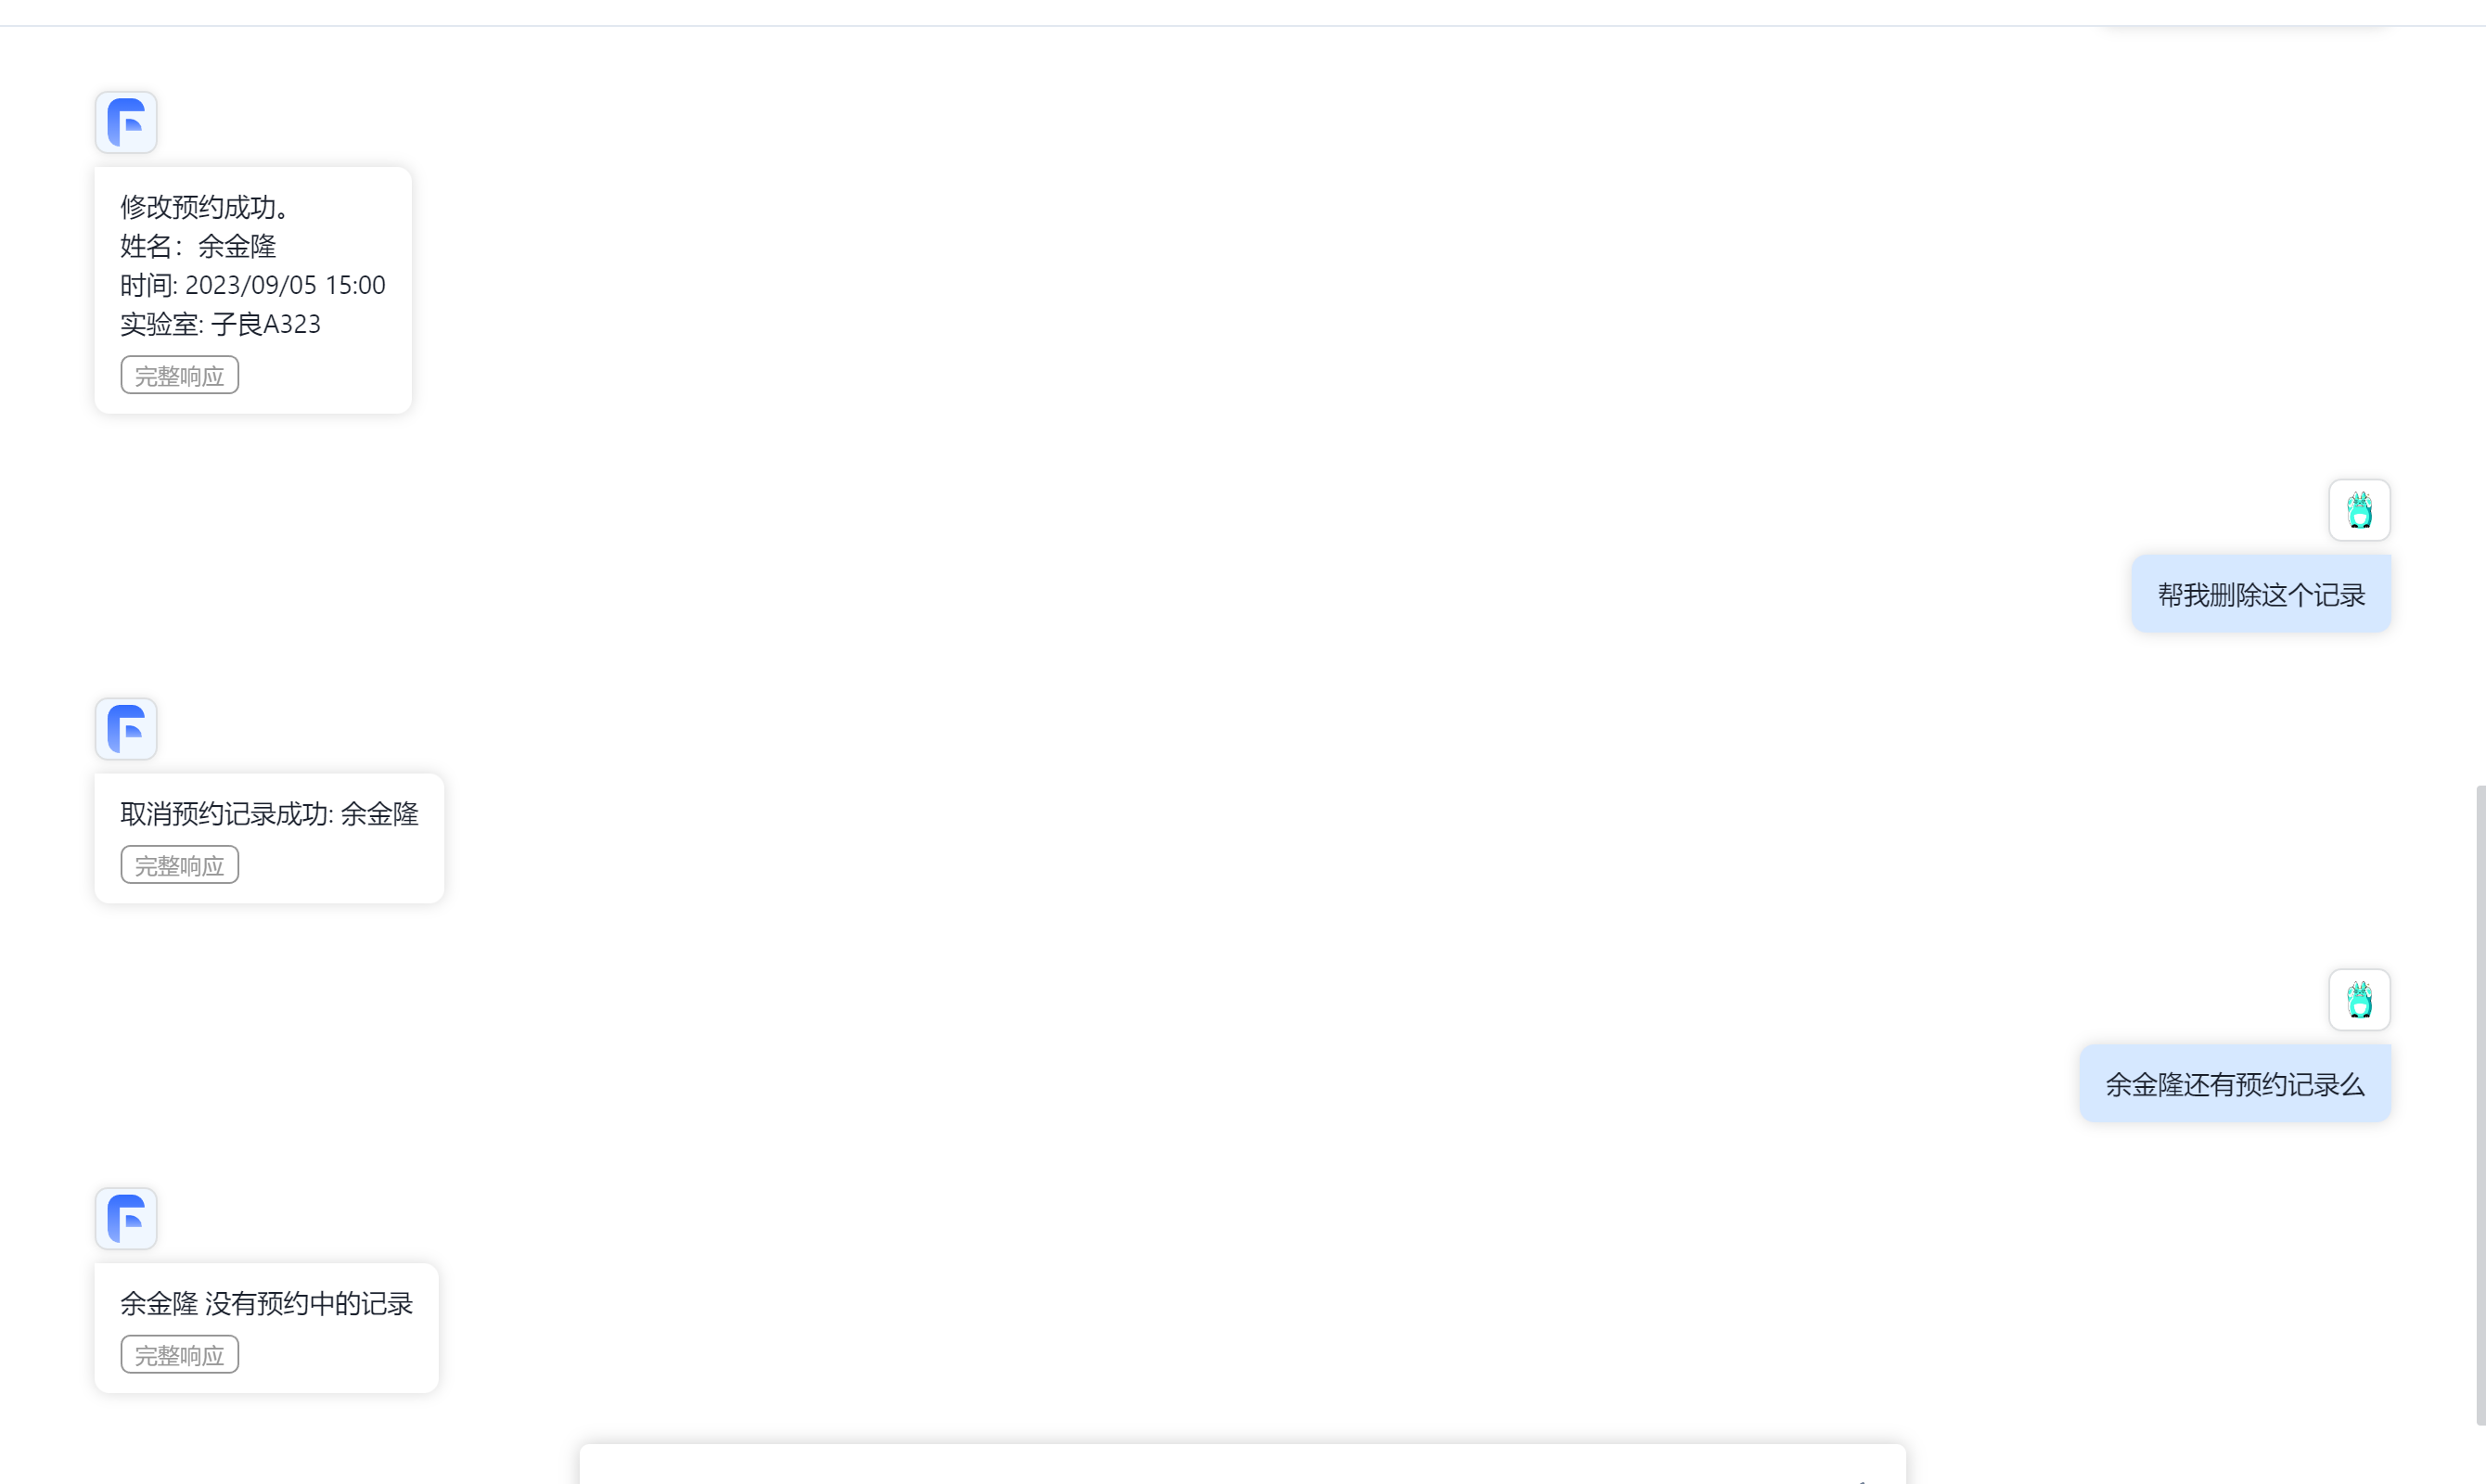 修改预约成功。
姓名：余金隆
时间: 2023/09/05 15:00
实验室: 子良A323
完整响应
帮我删除这个记录
取消预约记录成功: 余金隆
完整响应
余金隆还有预约记录么
余金隆 没有预约中的记录
完整响应